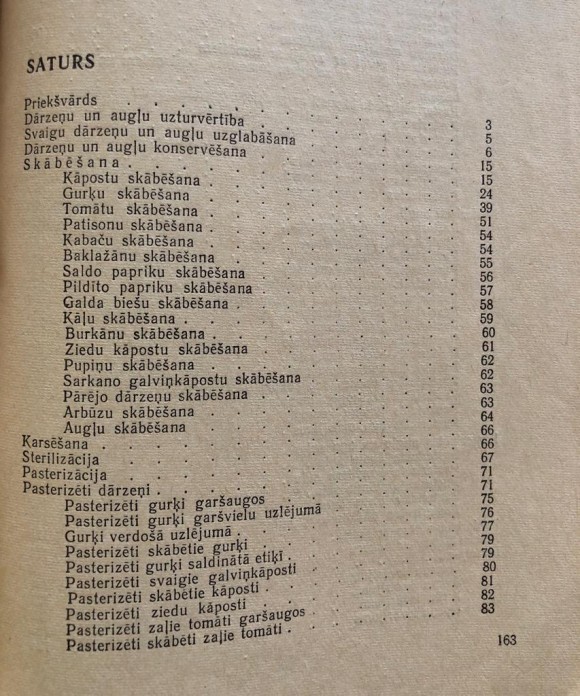 SATURS
Priekšvārds . . . . . . . . . 3
Dārzeņu un augļu uzturvērtība . . . . . . 5
Svaigu dārzeņu un augļu uzglabāšana . . . . . 6
Dārzeņu un augļu konservēšana . . . . . . 15
Skābēšana . . . . . . . . . 15
Kāpostu skābēšana . . . . . . . 24
Gurķu skābēšana . . . . . . . 39
Tomātu skābēšana . . . . . . . 51
Patisonu skābēšana . . . . . . . 54
Kabaču skābēšana . . . . . . . 54
Baklažānu skābēšana . . . . . . . 55
Saldo papriku skābēšana . . . . . . 56
Pildīto papriku skābēšana . . . . . . 57
Galda biešu skābēšana . . . . . . 58
Kāļu skābēšana . . . . . . . 59
Burkānu skābēšana . . . . . . . 60
Ziedu kāpostu skābēšana . . . . . . 61
Pupiņu skābēšana . . . . . . . 62
Sarkano galviņkāpostu skābēšana . . . . 62
Pārējo dārzeņu skābēšana . . . . . . 63
Arbūzu skābēšana . . . . . . . 63
Augļu skābēšana . . . . . . . 64
Karsēšana . . . . . . . . . 66
Sterilizācija . . . . . . . . . 66
Pasterizācija . . . . . . . . . 67
Pasterizēti dārzeņi . . . . . . . . 71
Pasterizēti gurķi garšaugos . . . . . 71
Pasterizēti gurķi garšvielu uzlējumā . . . . 75
Gurķi verdošā uzlējumā . . . . . . 76
Pasterizēti skābētie gurķi . . . . . . 77
Pasterizēti gurķi saldinātā etiķī . . . . . 79
Pasterizēti svaigie galviņkāposti . . . . . 79
Pasterizēti skābētie kāposti . . . . . . 80
Pasterizēti ziedu kāposti . . . . . . 81
Pasterizēti zaļie tomāti garšaugos . . . . . 82
Pasterizēti skābēti zaļie tomāti . . . . . 83
163